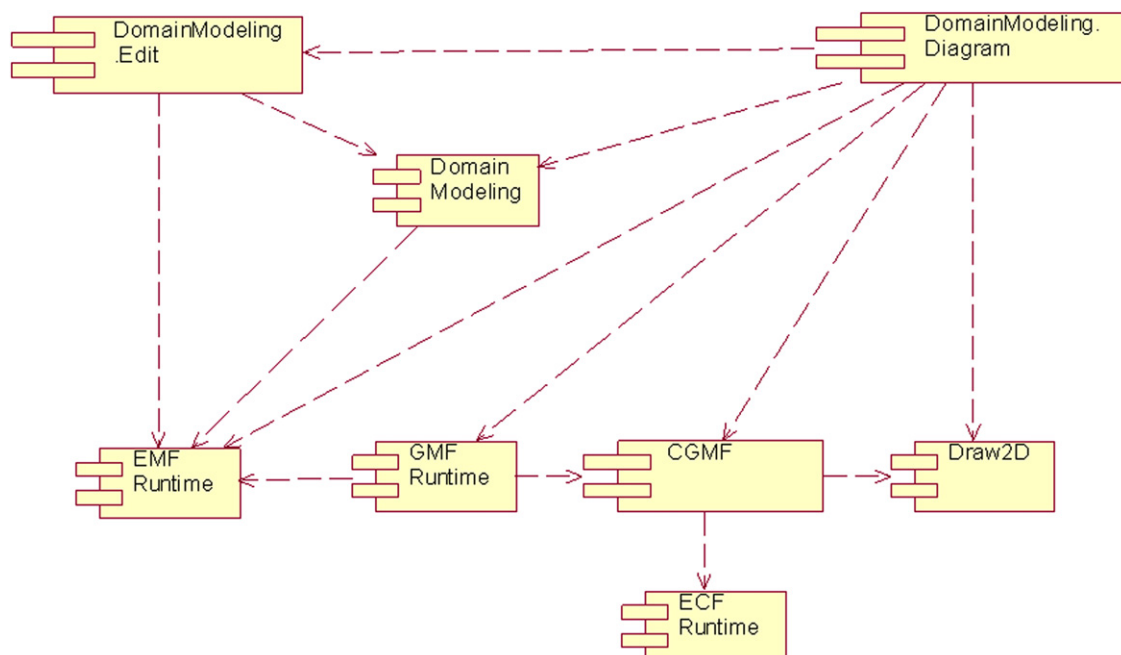 DomainModeling
.Edit
DomainModeling.
Diagram
Domain
Modeling
EMF
Runtime
GMF
Runtime
CGMF
Draw2D
ECF
Runtime